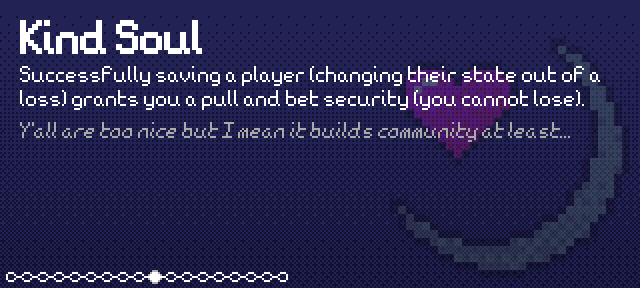 Kind Soul
Successfully saving a player (changing their state out of a
loss) grants you a pull and bet security (you cannot lose).
Y'all are too nice but I mean it builds community at least...